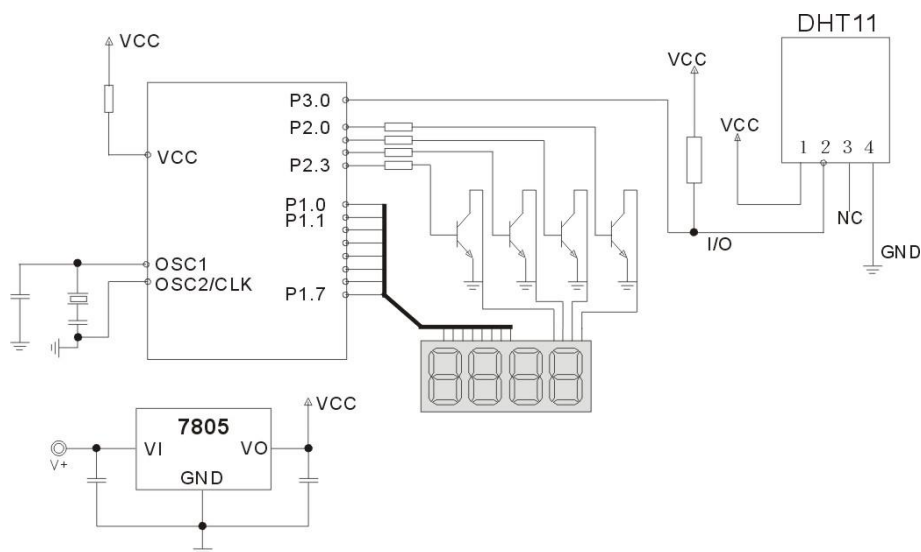 DHT11
VCC
VCC
VCC
P3.0
P2.0
P2.3
VCC
P1.0
P1.1
1 2 3 4
NC
I/O
GND
OSC1
OSC2/CLK
P1.7
VCC
7805
VI
VO
V+
GND